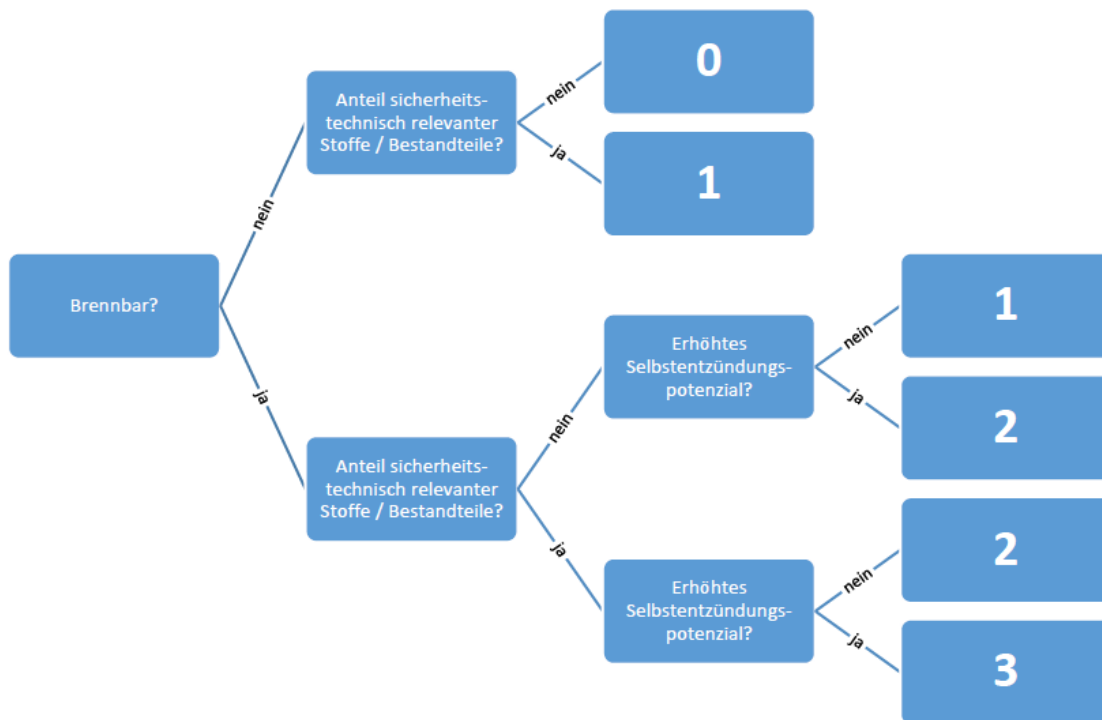 0
nein
Anteil sicherheits-
technisch relevanter
Stoffe / Bestandteile?
ja
1
nein
Brennbar?
1
nein
Erhöhtes
Selbstentzündungs-
potenzial?
ja
ja
2
nein
Anteil sicherheits-
technisch relevanter
Stoffe / Bestandteile?
2
ja
nein
Erhöhtes
Selbstentzündungs-
potenzial?
ja
3